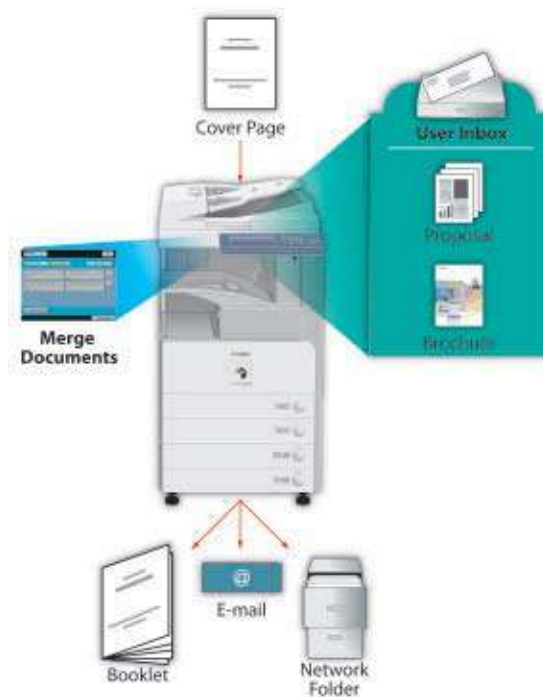 Cover Page
User Inbox
Proposal
Brochure
Merge
Documents
@
E-mail
Booklet
Network
Folder